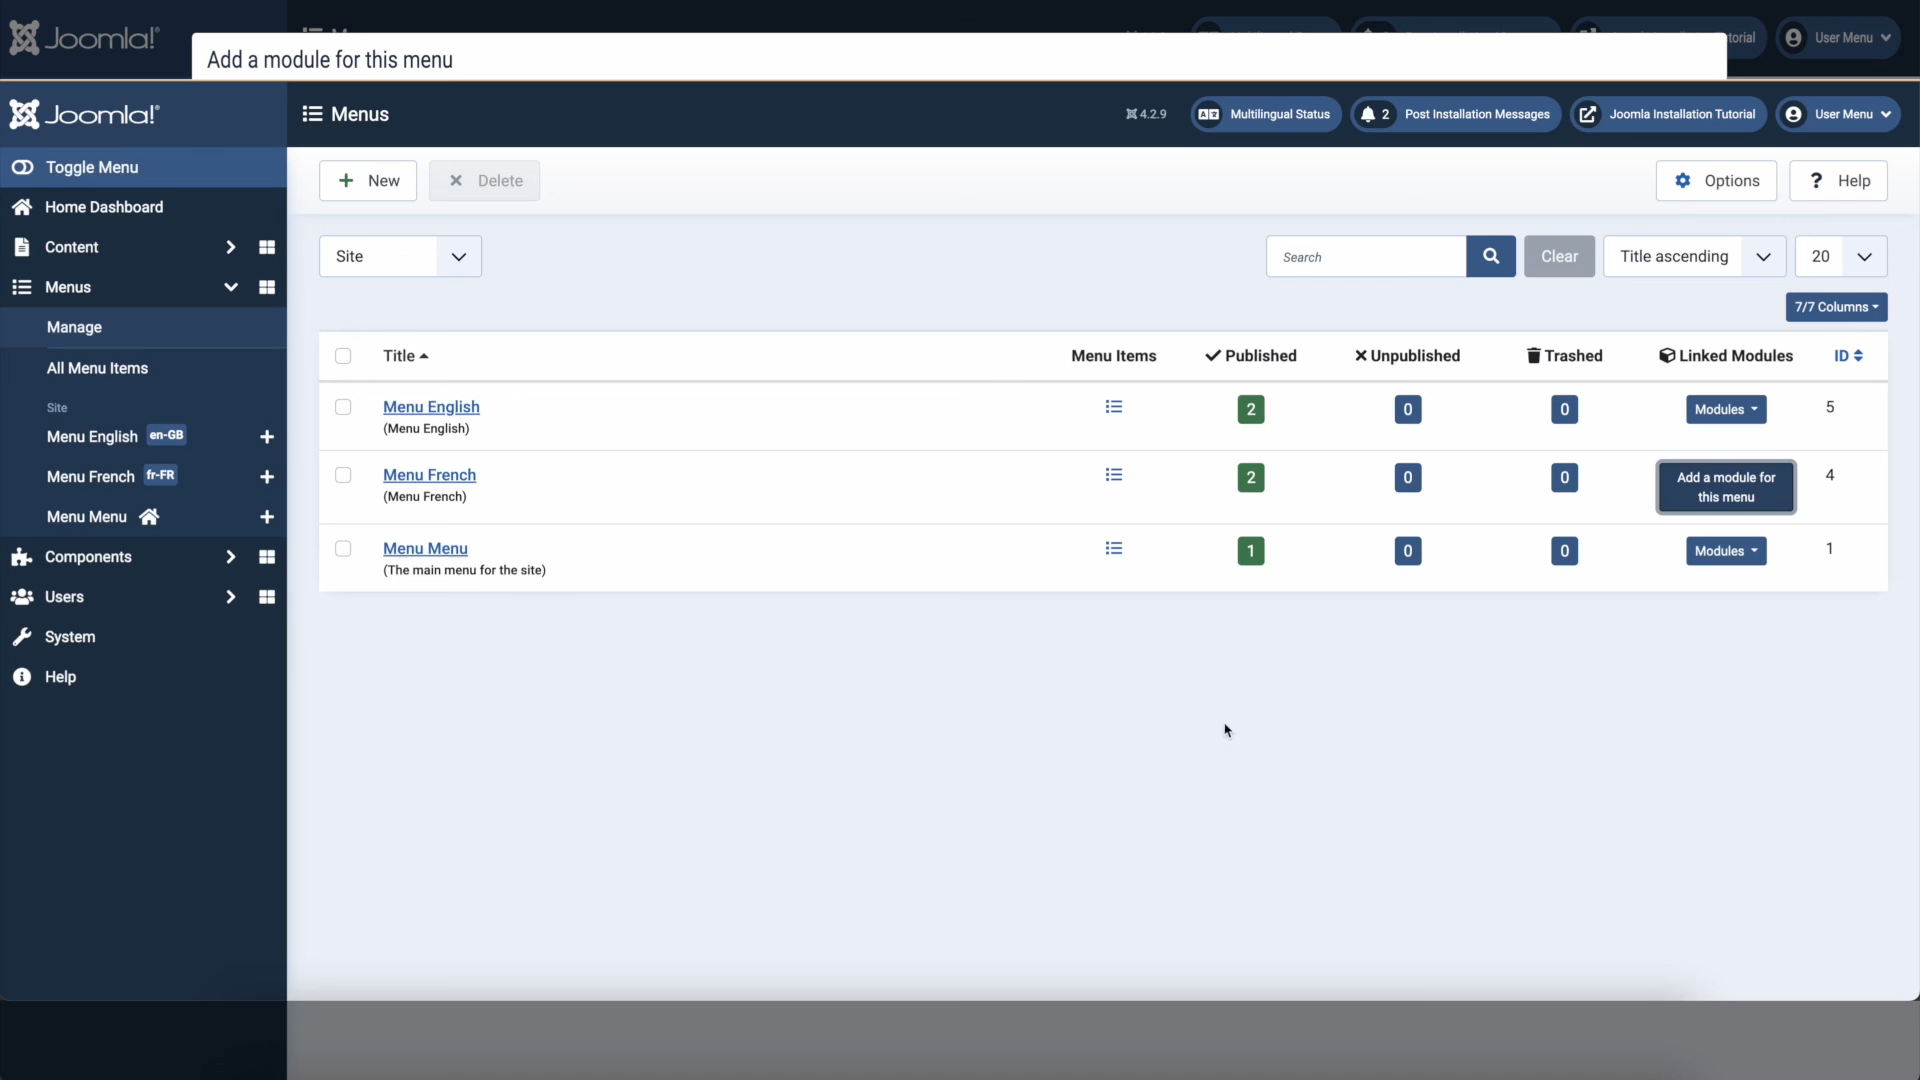 Joomla!
torial
User Menu
Add a module for this menu
Joomla!
Menus
4.2.9
Multilingual Status
2 Post Installation Messages
Joomla Installation Tutorial
User Menu
Toggle Menu
New
Delete
Options
? Help
Home Dashboard
Content
Site
Search
Clear
Title ascending
20
Menus
7/7 Columns
Manage
Title
Menu Items
Published
Unpublished
Trashed
Linked Modules
ID
All Menu Items
Site
Menu English en-GB
Menu English
(Menu English)
2
0
0
Modules
5
Menu French fr-FR
Menu French
(Menu French)
2
0
0
Add a module for
this menu
4
Menu Menu
Menu Menu
(The main menu for the site)
1
0
0
Modules
1
Components
Users
System
Help